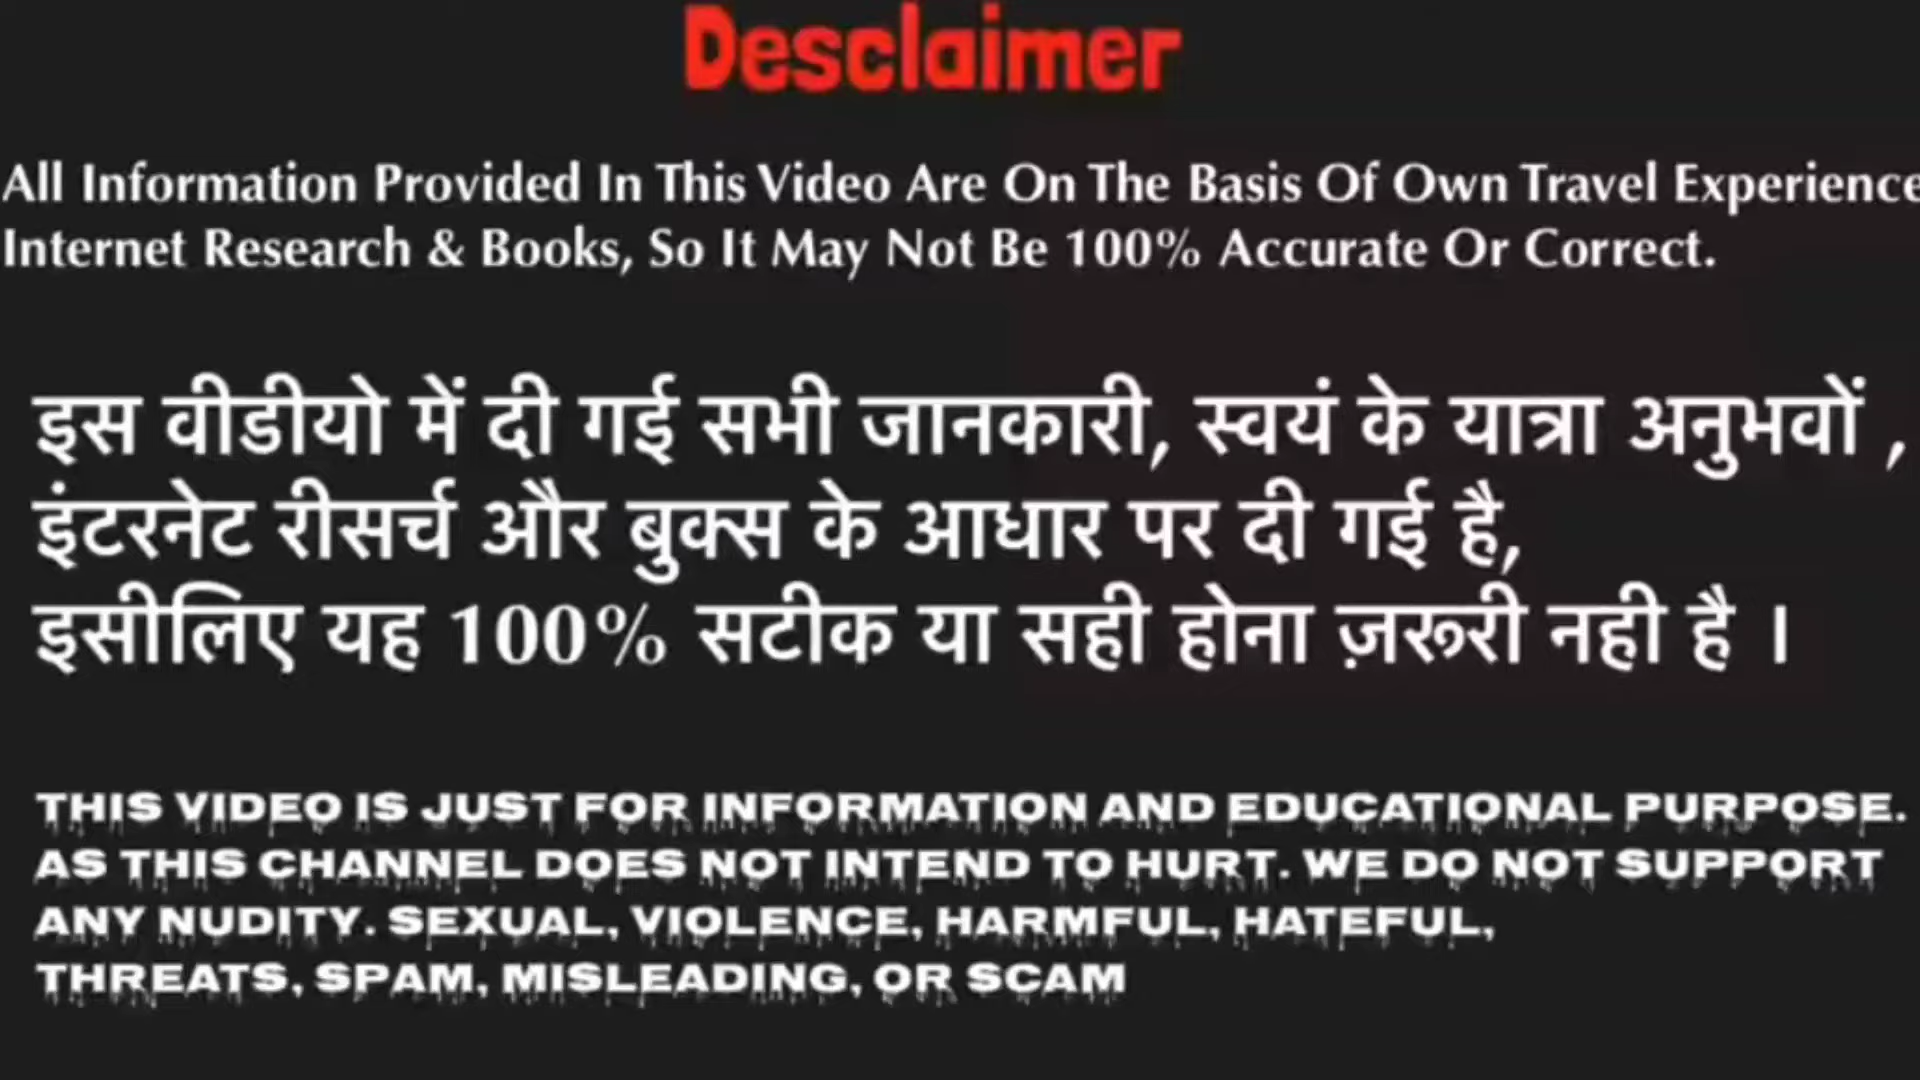 Desclaimer
All Information Provided In This Video Are On The Basis Of Own Travel Experience
Internet Research & Books, So It May Not Be 100% Accurate Or Correct.
इस वीडीयो में दी गई सभी जानकारी, स्वयं के यात्रा अनुभवों ,
इंटरनेट रीसर्च और बुक्स के आधार पर दी गई है,
इसीलिए यह 100% सटीक या सही होना ज़रूरी नही है ।
THIS VIDEO IS JUST FOR INFORMATION AND EDUCATIONAL PURPOSE.
AS THIS CHANNEL DOES NOT INTEND TO HURT. WE DO NOT SUPPORT
ANY NUDITY. SEXUAL, VIOLENCE, HARMFUL, HATEFUL,
THREATS, SPAM, MISLEADING, OR SCAM